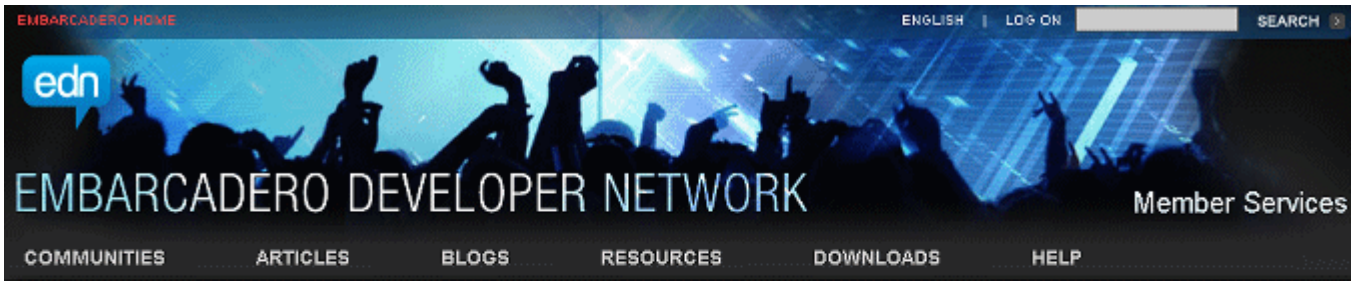 EMBARCADERO HOME ENGLISH | LOG ON SEARCH
edn
EMBARCADERO DEVELOPER NETWORK
Member Services
COMMUNITIES ARTICLES BLOGS RESOURCES DOWNLOADS HELP